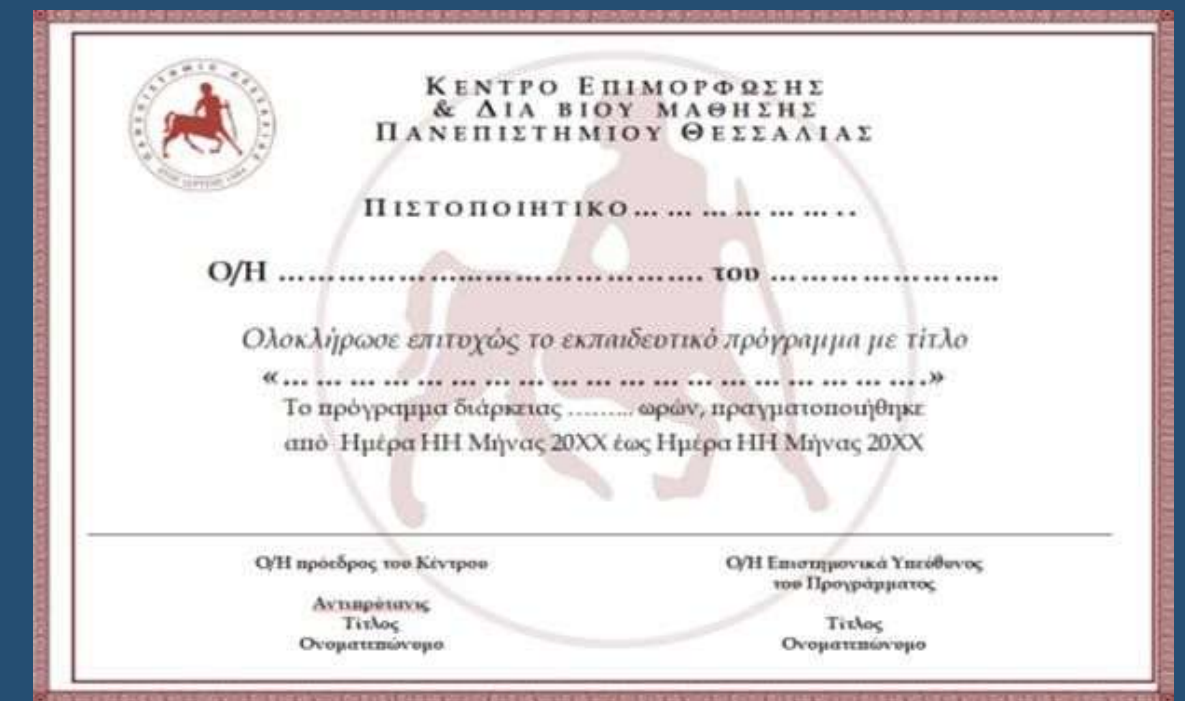 ΚΕΝΤΡΟ ΕΠΙΜΟΡΦΩΣΗΣ
& ΔΙΑ ΒΙΟΥ ΜΑΘΗΣΗΣ
ΠΑΝΕΠΙΣΤΗΜΙΟΥ ΘΕΣΣΑΛΙΑΣ
ΠΑΝΕΠΙΣΤΗΜΙΟ ΘΕΣΣΑΛΙΑΣ
ΠΙΣΤΟΠΟΙΗΤΙΚΟ... ... ... ... ... ... . .
Ο/Η ……………………………………. του …………………..
Ολοκλήρωσε επιτυχώς το εκπαιδευτικό πρόγραμμα με τίτλο
«... ... ... ... ... ... ... ... ... ... ... ... ... ... ... ... ... ... ... ….»
Το πρόγραμμα διάρκειας ……... ωρών, πραγματοποιήθηκε
από Ημέρα ΗΗ Μήνας 20ΧΧ έως Ημέρα ΗΗ Μήνας 20ΧΧ
Ο/Η πρόεδρος του Κέντρου
Αντιπρύτανις
Τίτλος
Ονοματεπώνυμο
Ο/Η Επιστημονικά Υπεύθυνος
του Προγράμματος
Τίτλος
Ονοματεπώνυμο